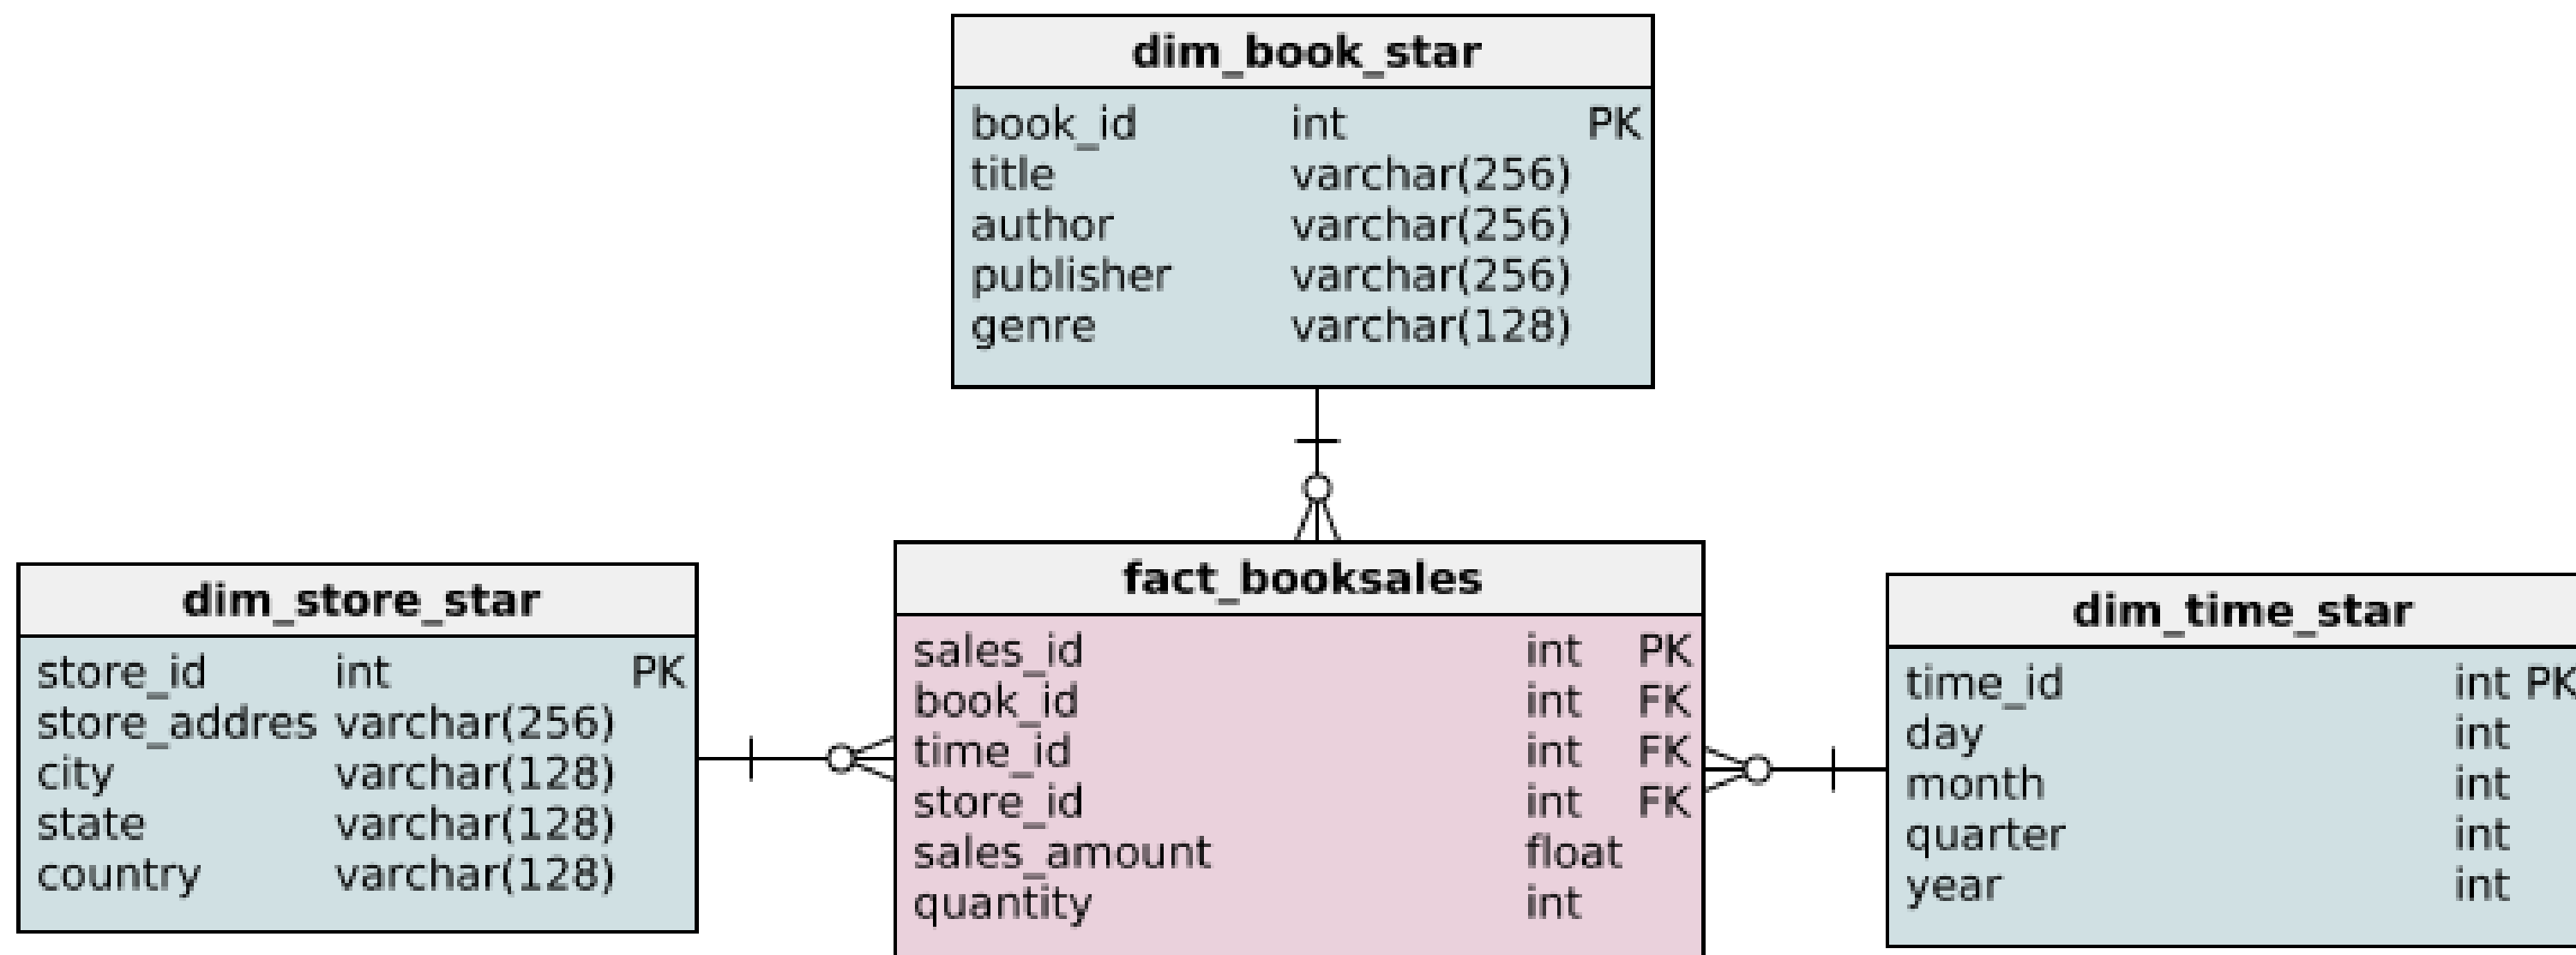 dim_book_star
book_id int PK
title varchar(256)
author varchar(256)
publisher varchar(256)
genre varchar(128)
dim_store_star
store_id int PK
store_addres varchar(256)
city varchar(128)
state varchar(128)
country varchar(128)
fact_booksales
sales_id int PK
book_id int FK
time_id int FK
store_id int FK
sales_amount float
quantity int
dim_time_star
time_id int PK
day int
month int
quarter int
year int